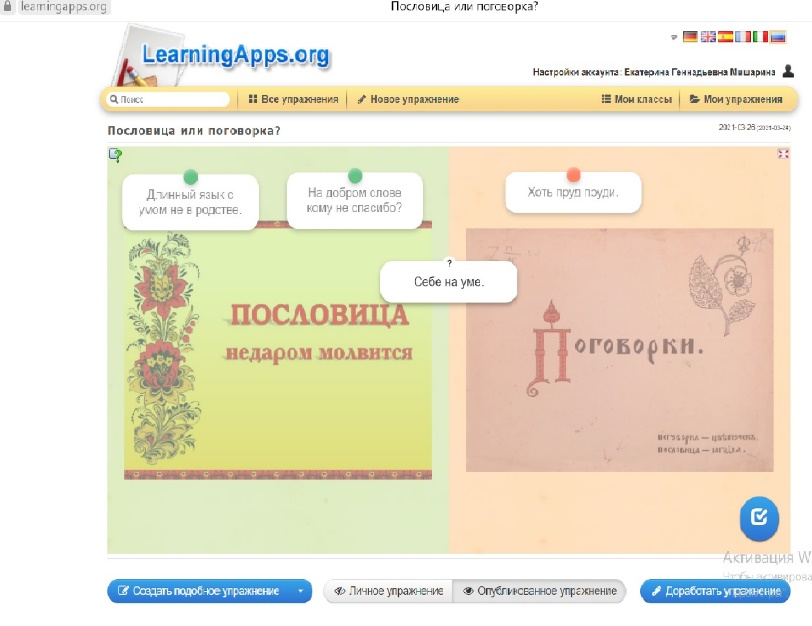 learningapps.org
Пословица или поговорка?
LearningApps.org
Настройки аккаунта: Екатерина Геннадьевна Мишарина
Поиск
Все упражнения
Новое упражнение
Мои классы
Мои упражнения
Пословица или поговорка?
2021-03-26 (2021-03-24)
Длинный язык с
умом не в родстве.
На добром слове
кому не спасибо?
Хоть пруд пруди.
?
Себе на уме.
ПОСЛОВИЦА
недаром молвится
Поговорки.
поговорка — цветочек,
пословица — ягодка.
Активация W
Чтобы активирова
Создать подобное упражнение
Личное упражнение
Опубликованное упражнение
Доработать упражнение